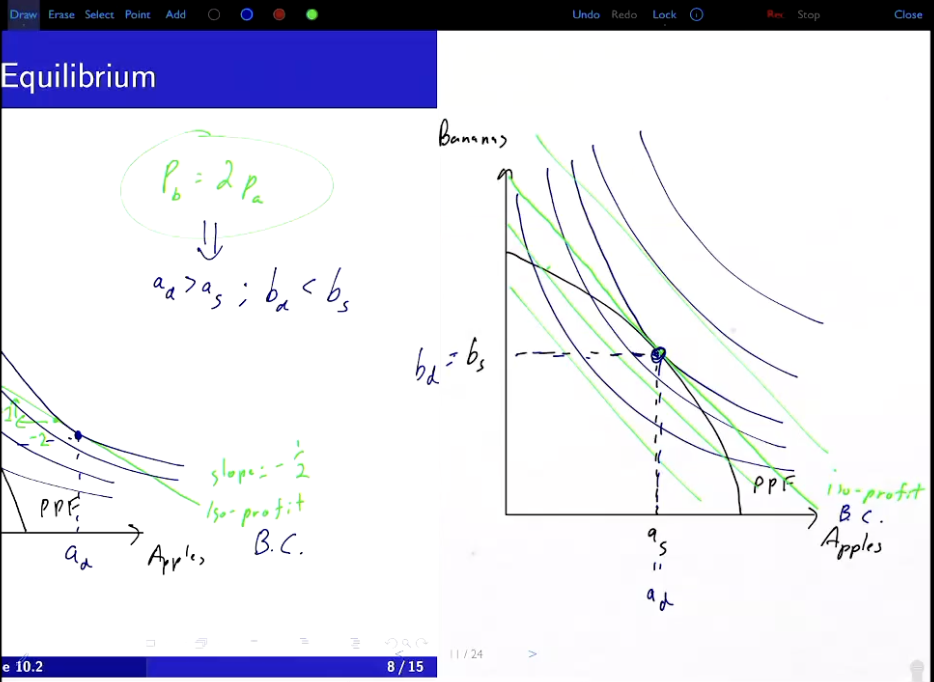 Draw Erase Select Point Add Undo Redo Lock Rec Stop Close
Equilibrium
P_b = 2 P_a
a_d > a_s ; b_d < b_s
1
-2
slope = -1/2
Iso-profit
B.C.
PPF
a_d
Apples
e 10.2
8 / 15
Bananas
b_d = b_s
PPF
iso-profit
B.C.
Apples
a_s
=
a_d
11 / 24 >